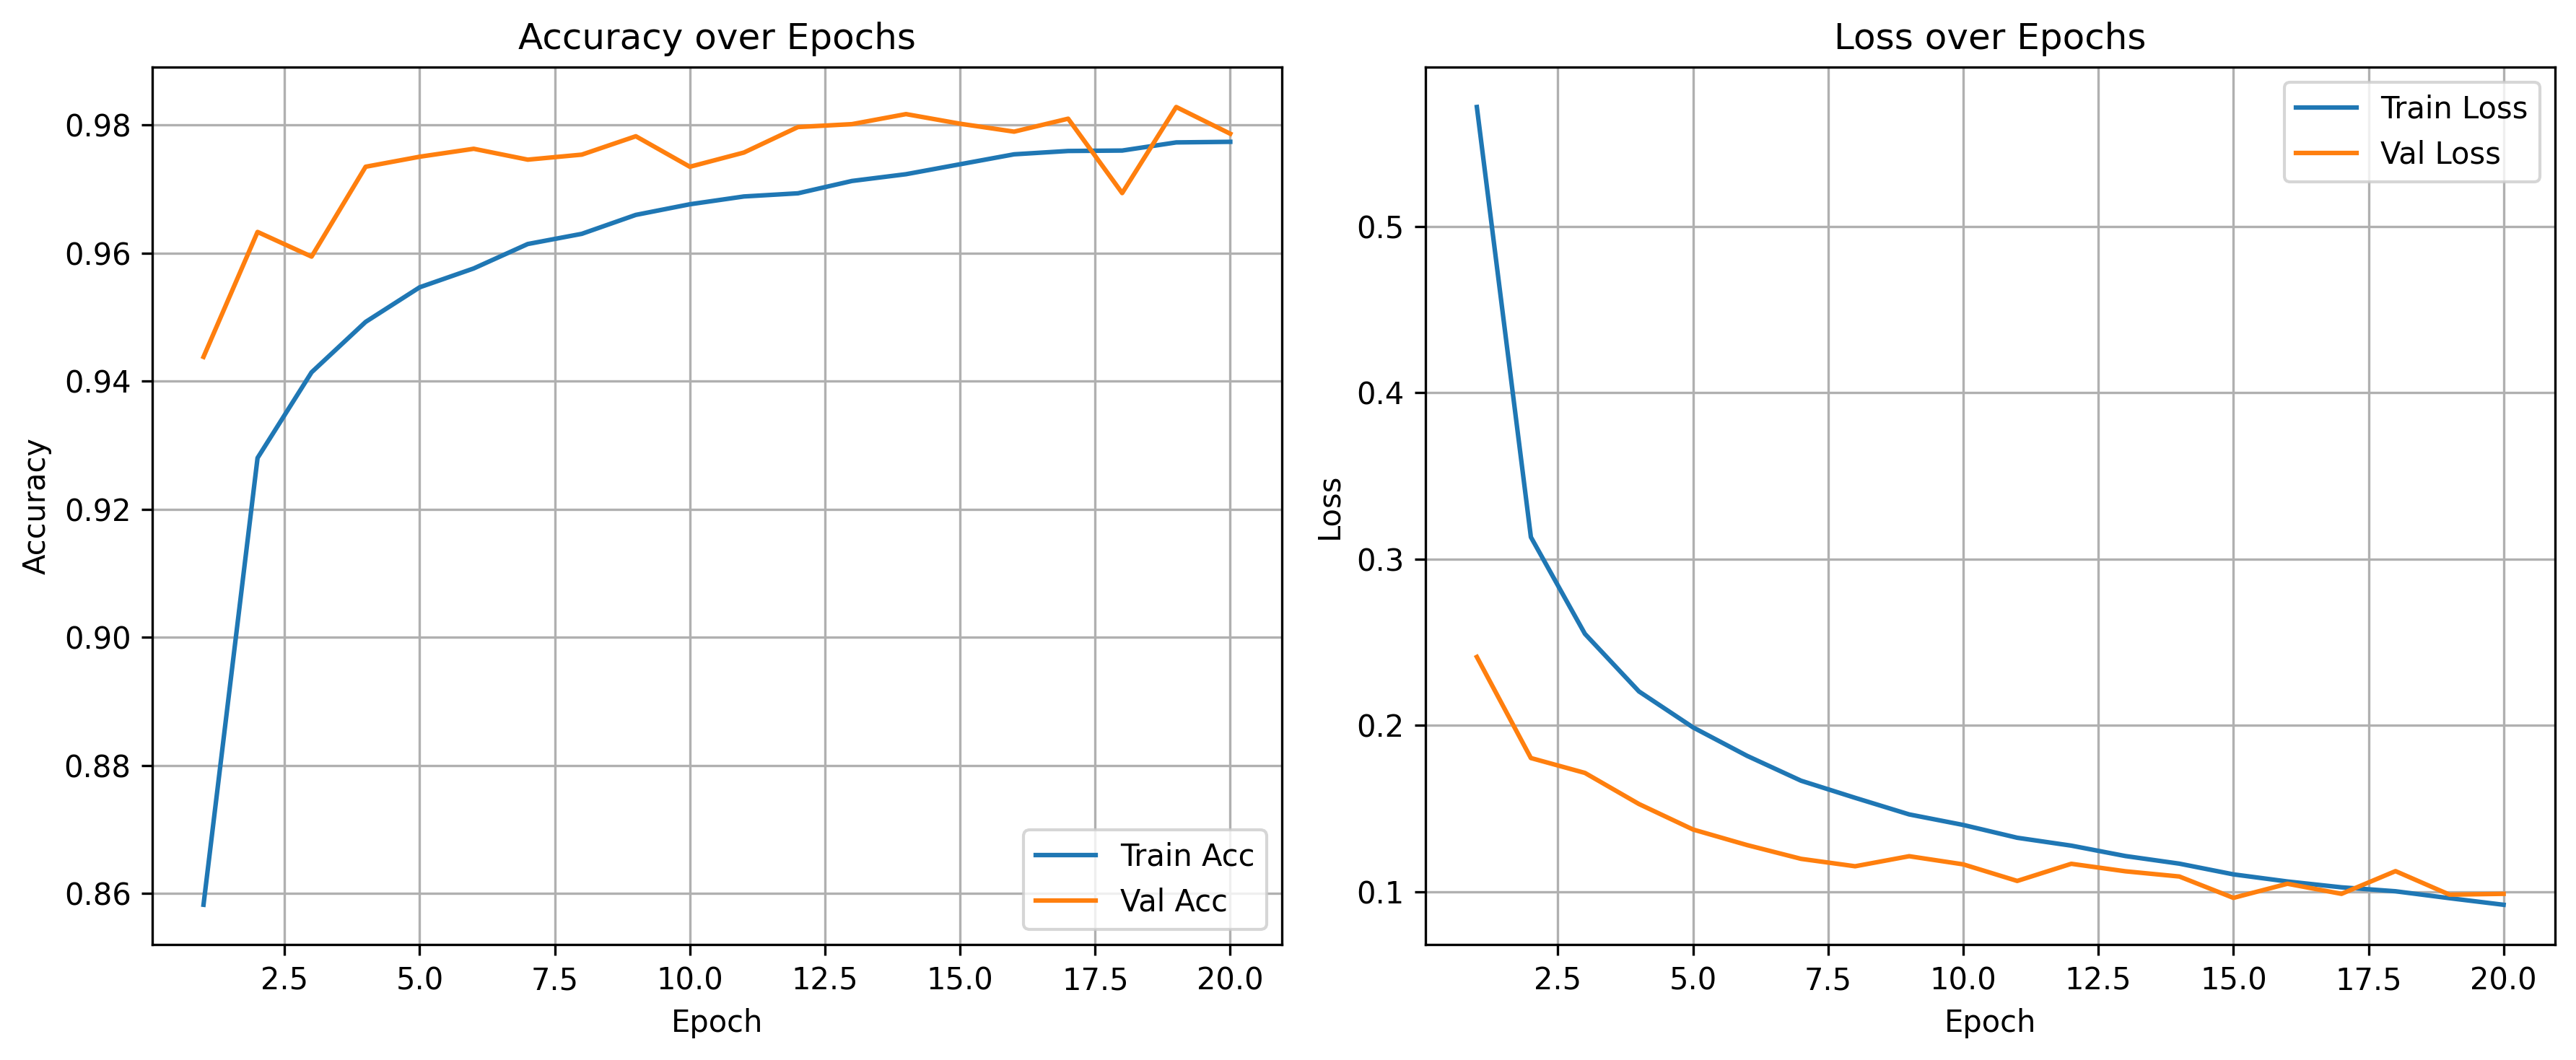 Accuracy over Epochs
Accuracy
0.98
0.96
0.94
0.92
0.90
0.88
0.86
Train Acc
Val Acc
2.5 5.0 7.5 10.0 12.5 15.0 17.5 20.0
Epoch
Loss over Epochs
Loss
0.5
0.4
0.3
0.2
0.1
Train Loss
Val Loss
2.5 5.0 7.5 10.0 12.5 15.0 17.5 20.0
Epoch